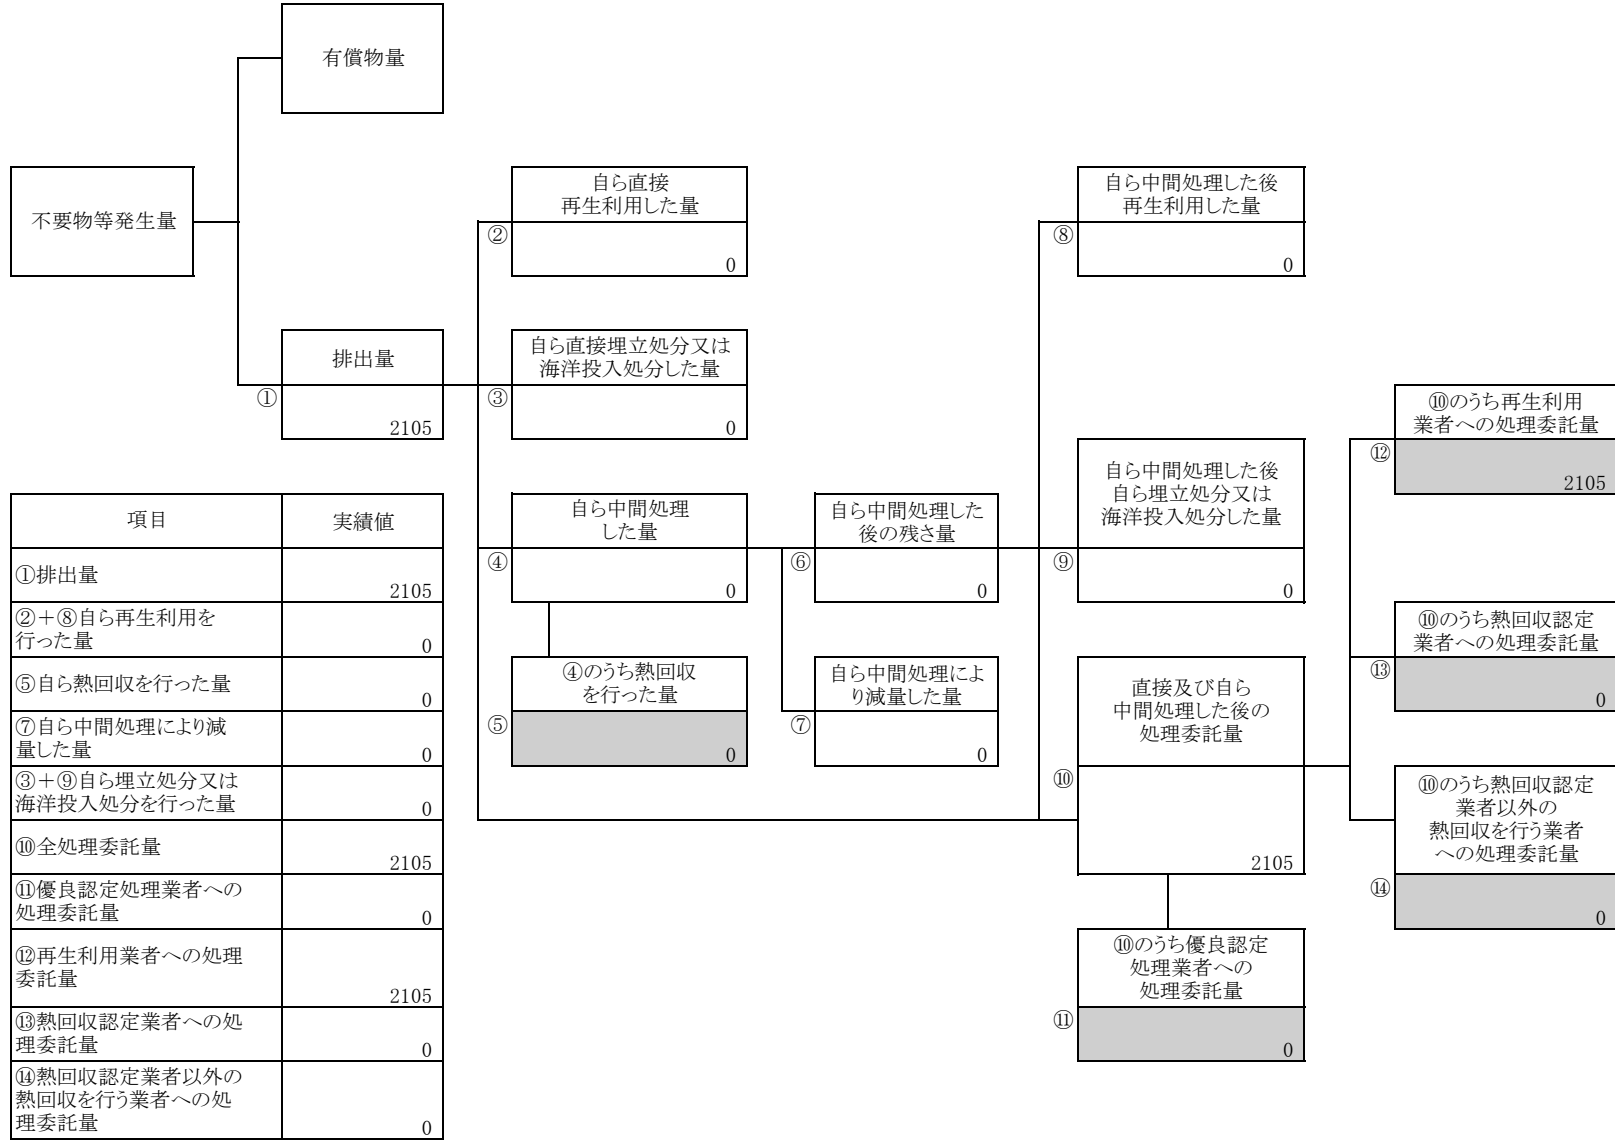 有償物量
不要物等発生量
自ら直接
再生利用した量
②
0
自ら中間処理した後
再生利用した量
⑧
0
排出量
①
2105
自ら直接埋立処分又は
海洋投入処分した量
③
0
⑩のうち再生利用
業者への処理委託量
⑫
2105
自ら中間処理
した量
④
0
自ら中間処理した
後の残さ量
⑥
0
自ら中間処理した後
自ら埋立処分又は
海洋投入処分した量
⑨
0
⑩のうち熱回収認定
業者への処理委託量
⑬
0
④のうち熱回収
を行った量
⑤
0
自ら中間処理によ
り減量した量
⑦
0
直接及び自ら
中間処理した後の
処理委託量
⑩
2105
⑩のうち熱回収認定
業者以外の
熱回収を行う業者
への処理委託量
⑭
0
⑩のうち優良認定
処理業者への
処理委託量
⑪
0
項目 実績値
①排出量 2105
②＋⑧自ら再生利用を
行った量 0
⑤自ら熱回収を行った量 0
⑦自ら中間処理により減
量した量 0
③＋⑨自ら埋立処分又は
海洋投入処分を行った量 0
⑩全処理委託量 2105
⑪優良認定処理業者への
処理委託量 0
⑫再生利用業者への処理
委託量 2105
⑬熱回収認定業者への処
理委託量 0
⑭熱回収認定業者以外の
熱回収を行う業者への処
理委託量 0